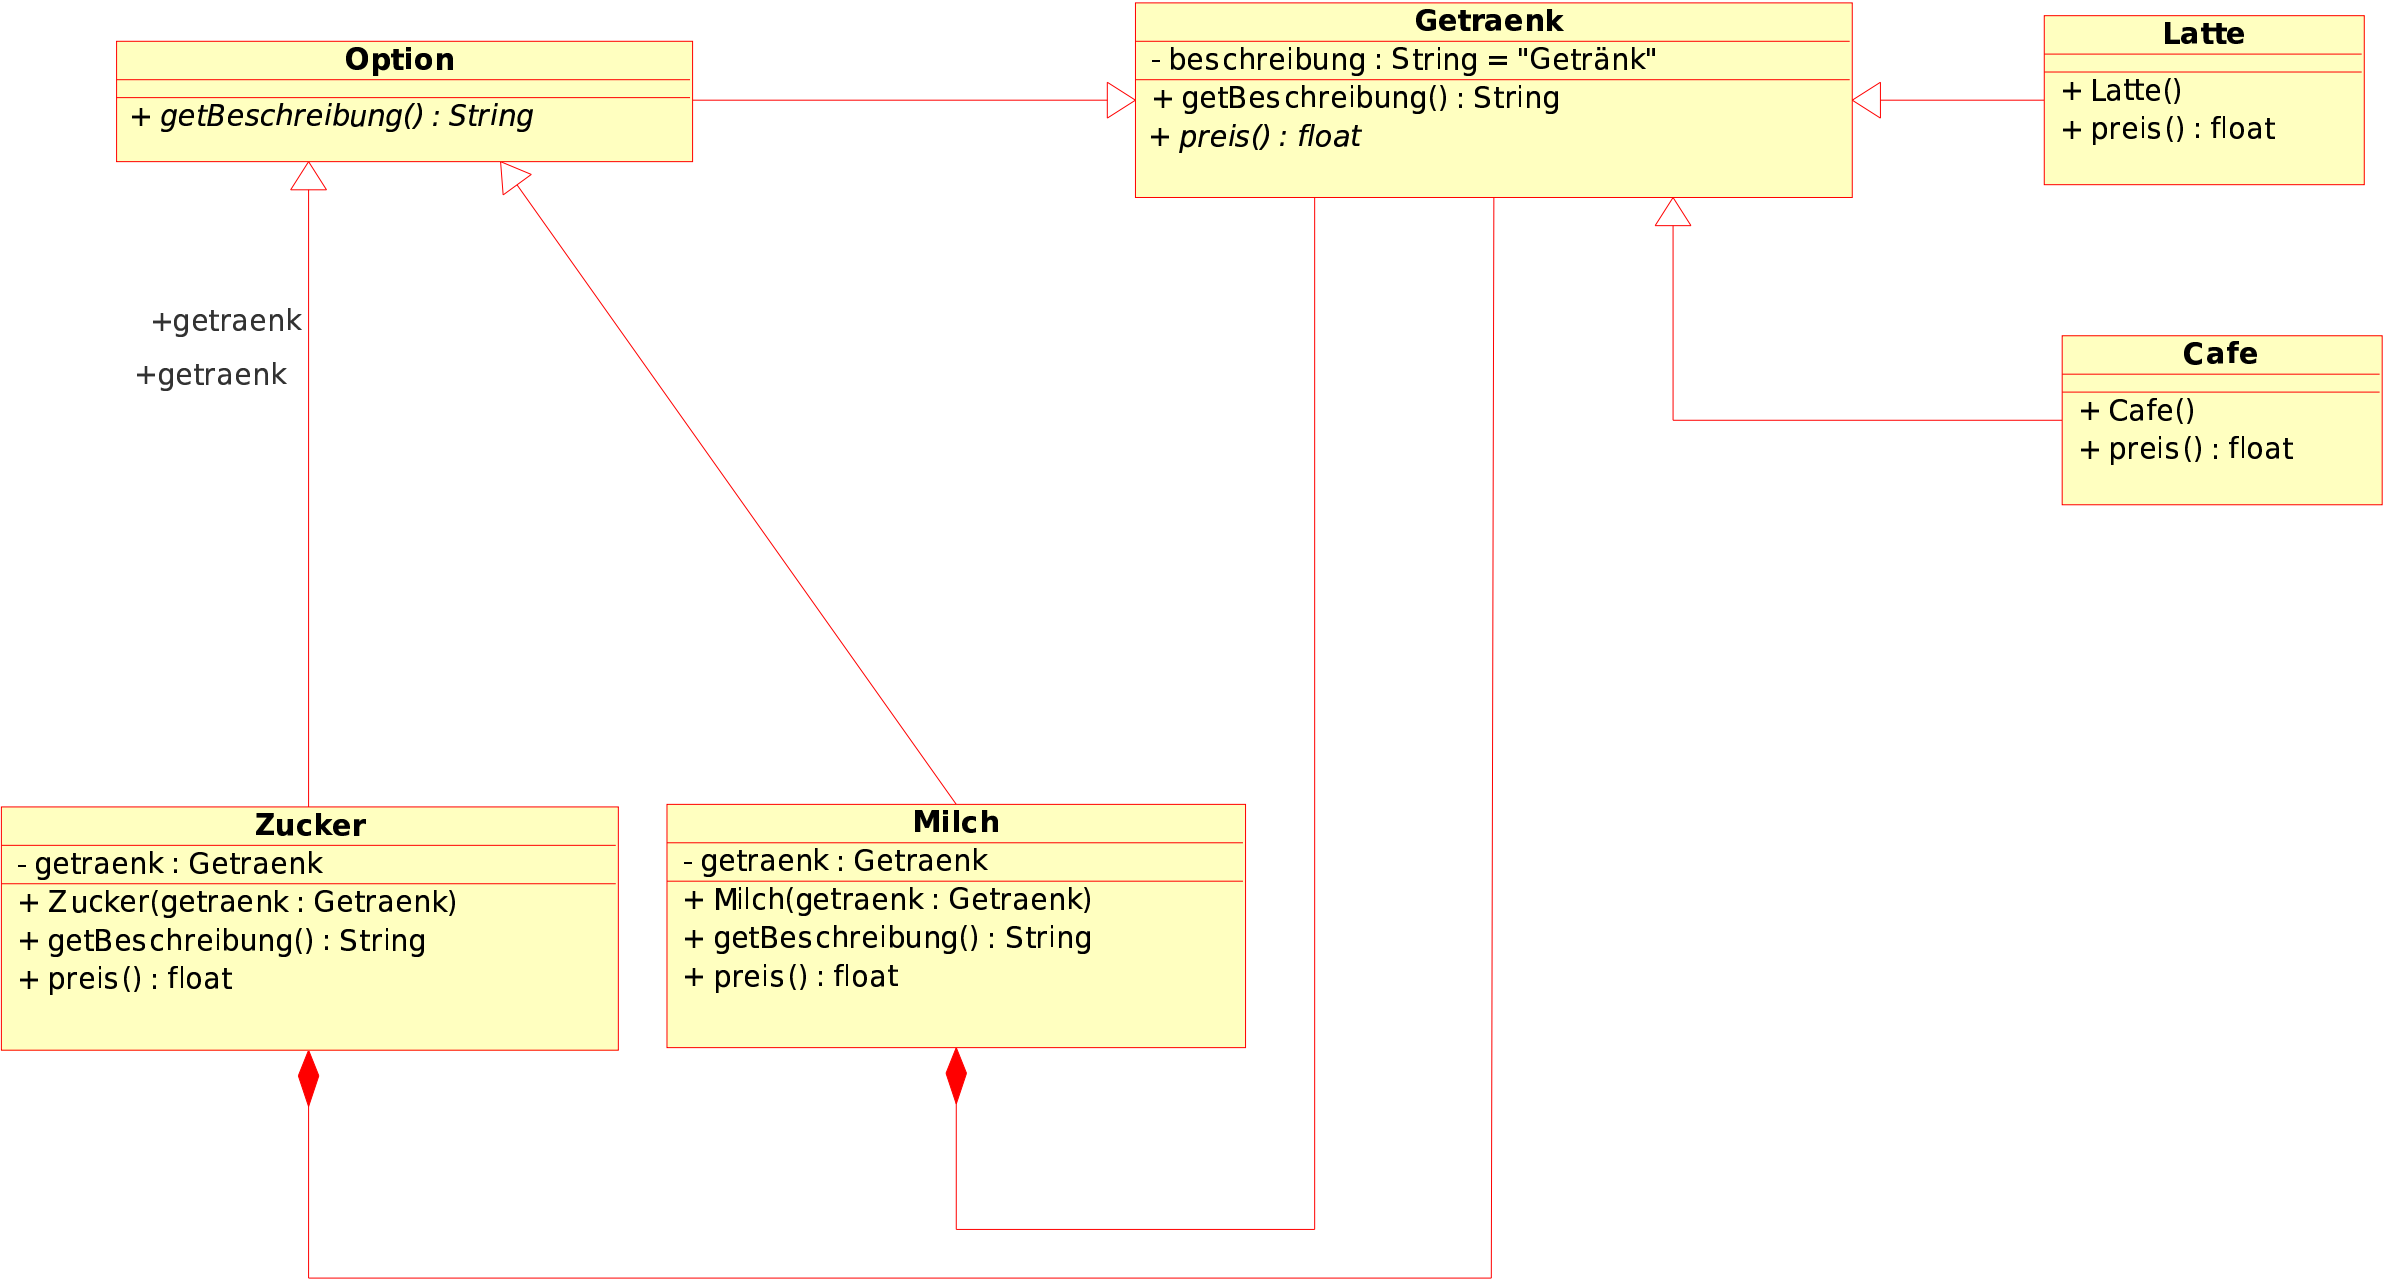 Option
+ getBeschreibung() : String
Getraenk
- beschreibung : String = "Getränk"
+ getBeschreibung() : String
+ preis() : float
Latte
+ Latte()
+ preis() : float
+getraenk
+getraenk
Cafe
+ Cafe()
+ preis() : float
Zucker
- getraenk : Getraenk
+ Zucker(getraenk : Getraenk)
+ getBeschreibung() : String
+ preis() : float
Milch
- getraenk : Getraenk
+ Milch(getraenk : Getraenk)
+ getBeschreibung() : String
+ preis() : float